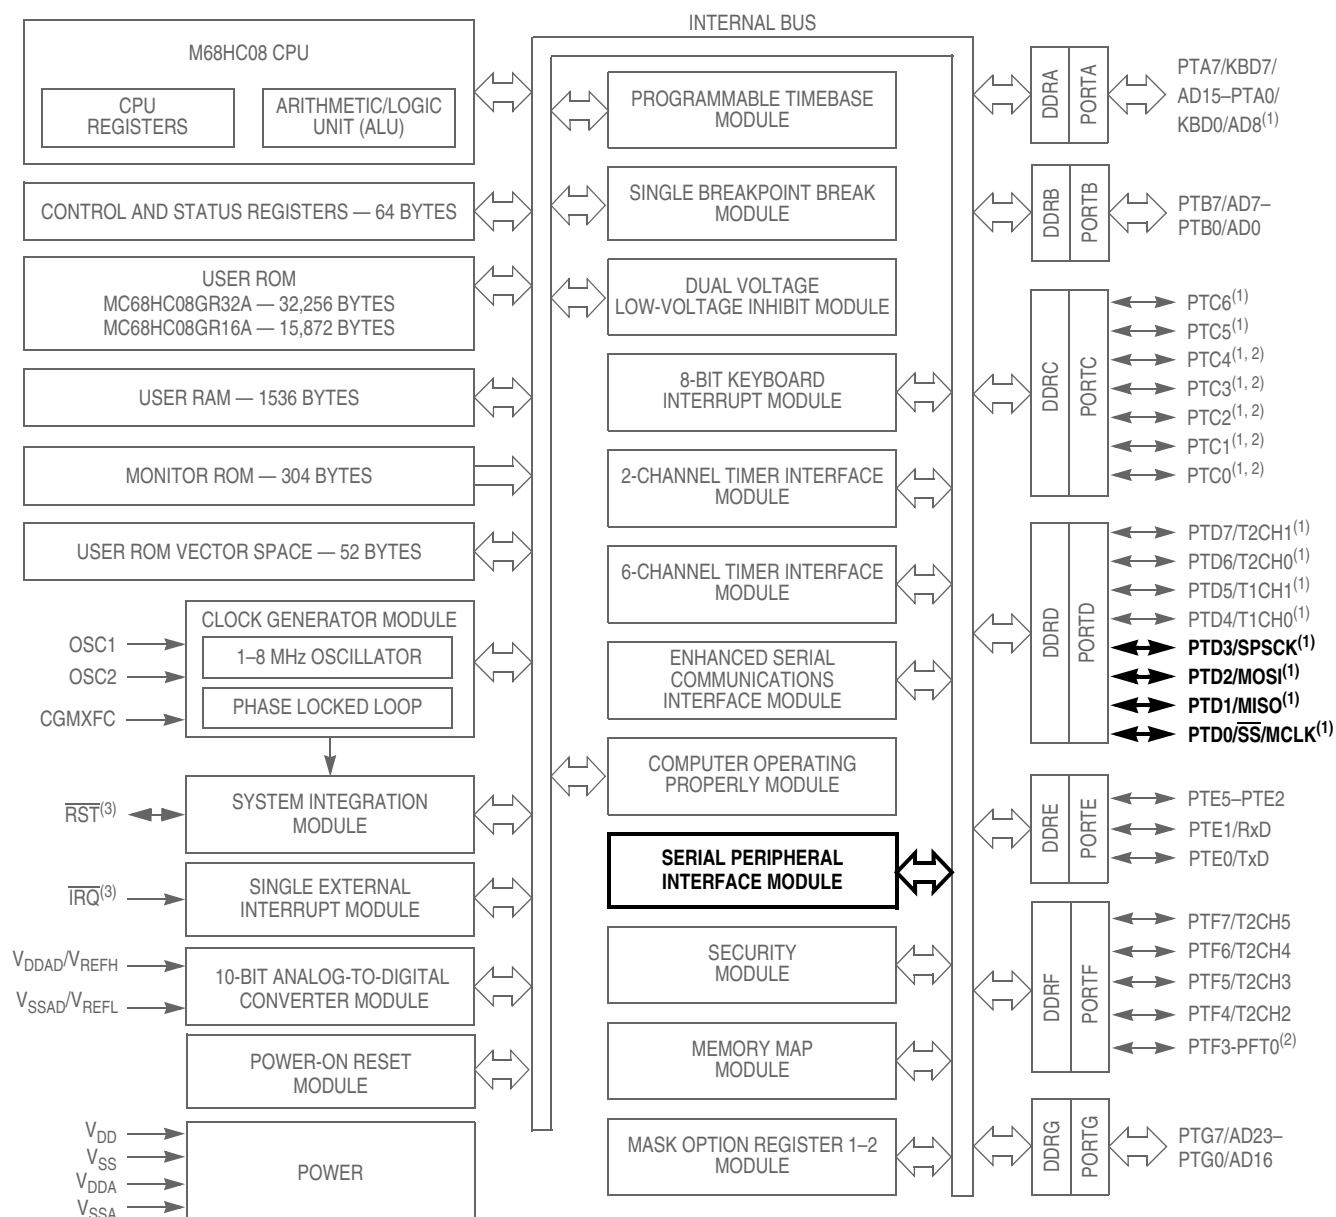 INTERNAL BUS
M68HC08 CPU
CPU
REGISTERS
ARITHMETIC/LOGIC
UNIT (ALU)
CONTROL AND STATUS REGISTERS — 64 BYTES
USER ROM
MC68HC08GR32A — 32,256 BYTES
MC68HC08GR16A — 15,872 BYTES
USER RAM — 1536 BYTES
MONITOR ROM — 304 BYTES
USER ROM VECTOR SPACE — 52 BYTES
CLOCK GENERATOR MODULE
1–8 MHz OSCILLATOR
PHASE LOCKED LOOP
OSC1
OSC2
CGMXFC
SYSTEM INTEGRATION
MODULE
RST(3)
SINGLE EXTERNAL
INTERRUPT MODULE
IRQ(3)
10-BIT ANALOG-TO-DIGITAL
CONVERTER MODULE
VDDAD/VREFH
VSSAD/VREFL
POWER-ON RESET
MODULE
POWER
VDD
VSS
VDDA
VSSA
PROGRAMMABLE TIMEBASE
MODULE
SINGLE BREAKPOINT BREAK
MODULE
DUAL VOLTAGE
LOW-VOLTAGE INHIBIT MODULE
8-BIT KEYBOARD
INTERRUPT MODULE
2-CHANNEL TIMER INTERFACE
MODULE
6-CHANNEL TIMER INTERFACE
MODULE
ENHANCED SERIAL
COMMUNICATIONS
INTERFACE MODULE
COMPUTER OPERATING
PROPERLY MODULE
SERIAL PERIPHERAL
INTERFACE MODULE
SECURITY
MODULE
MEMORY MAP
MODULE
MASK OPTION REGISTER 1–2
MODULE
DDRA
PORTA
PTA7/KBD7/
AD15–PTA0/
KBD0/AD8(1)
DDRB
PORTB
PTB7/AD7–
PTB0/AD0
DDRC
PORTC
PTC6(1)
PTC5(1)
PTC4(1, 2)
PTC3(1, 2)
PTC2(1, 2)
PTC1(1, 2)
PTC0(1, 2)
DDRD
PORTD
PTD7/T2CH1(1)
PTD6/T2CH0(1)
PTD5/T1CH1(1)
PTD4/T1CH0(1)
PTD3/SPSCK(1)
PTD2/MOSI(1)
PTD1/MISO(1)
PTD0/SS/MCLK(1)
DDRE
PORTE
PTE5–PTE2
PTE1/RxD
PTE0/TxD
DDRF
PORTF
PTF7/T2CH5
PTF6/T2CH4
PTF5/T2CH3
PTF4/T2CH2
PTF3-PFT0(2)
DDRG
PORTG
PTG7/AD23–
PTG0/AD16